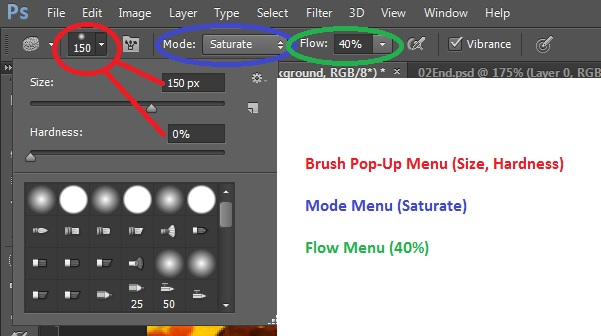 Ps File Edit Image Layer Type Select Filter 3D View Window Help
150 Mode: Saturate Flow: 40% Vibrance
ckground, RGB/8*) * × 02End.psd @ 175% (Layer 0, RGB
Size: 150 px
Hardness: 0%
25 50
Brush Pop-Up Menu (Size, Hardness)
Mode Menu (Saturate)
Flow Menu (40%)